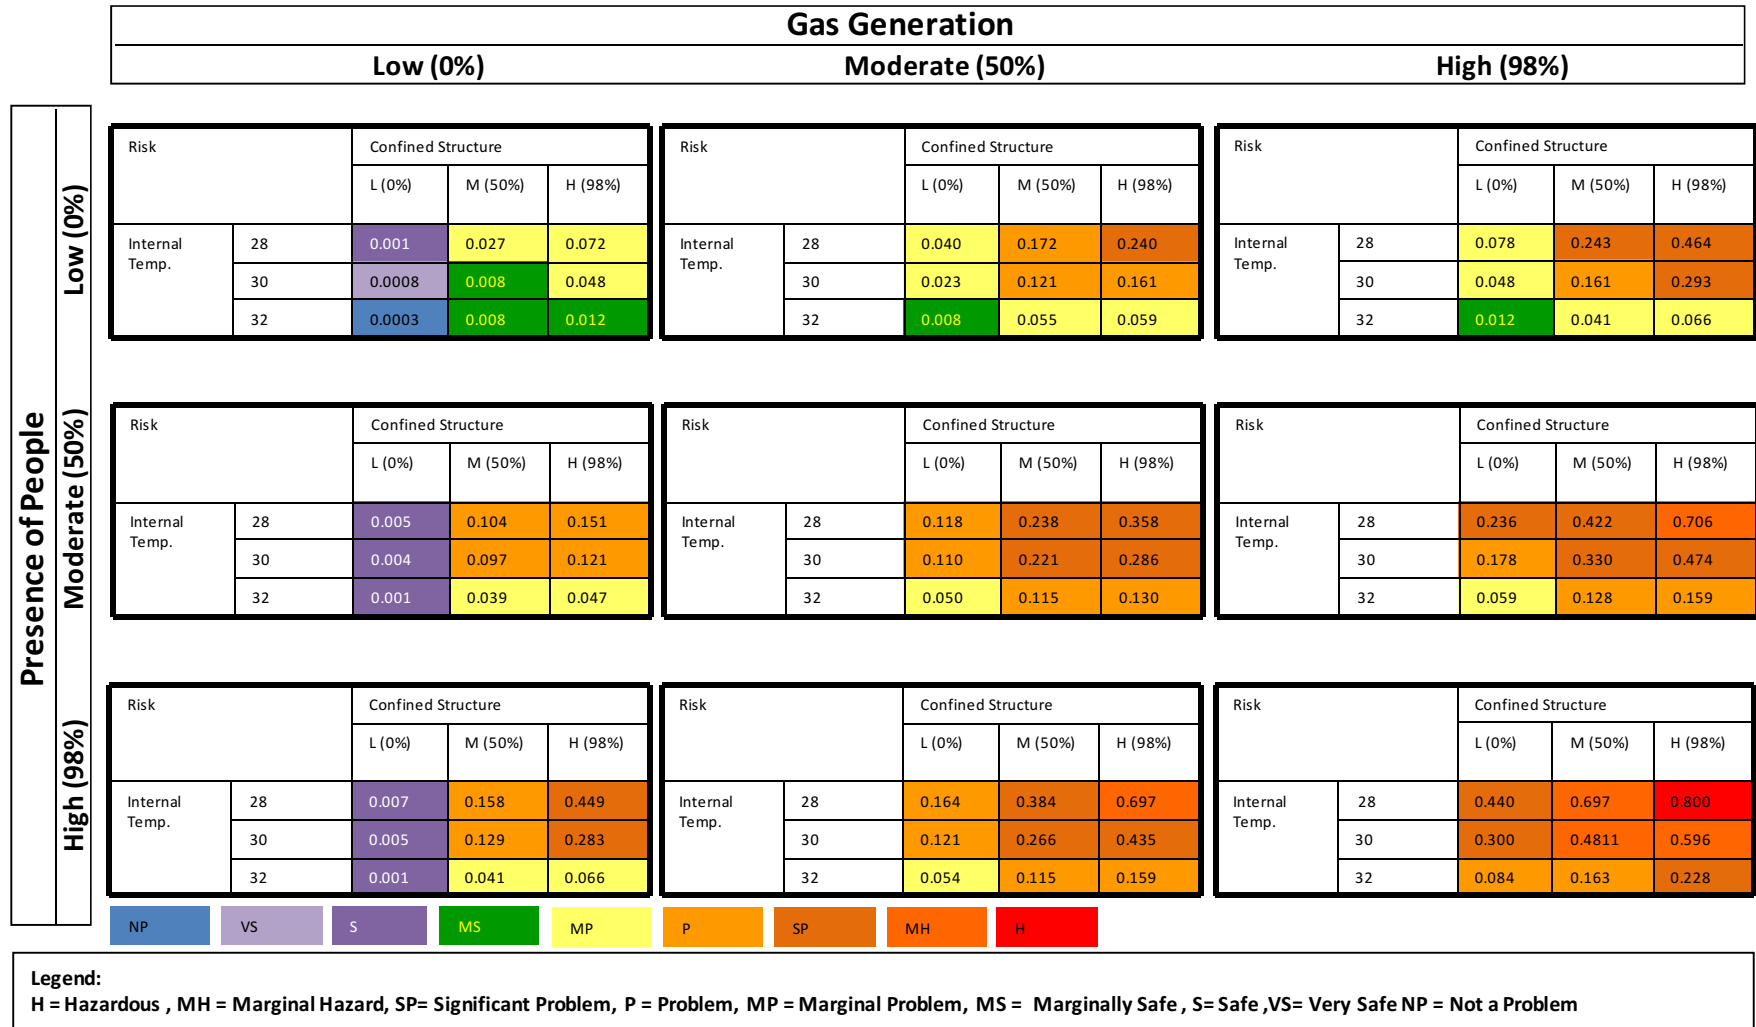 Gas Generation
Low (0%) Moderate (50%) High (98%)
Presence of People
Low (0%)
Risk Confined Structure Risk Confined Structure Risk Confined Structure
L (0%) M (50%) H (98%) L (0%) M (50%) H (98%) L (0%) M (50%) H (98%)
Internal 28 0.001 0.027 0.072 Internal 28 0.040 0.172 0.240 Internal 28 0.078 0.243 0.464
Temp. Temp. Temp.
30 0.0008 0.008 0.048 30 0.023 0.121 0.161 30 0.048 0.161 0.293
32 0.0003 0.008 0.012 32 0.008 0.055 0.059 32 0.012 0.041 0.066
Moderate (50%)
Risk Confined Structure Risk Confined Structure Risk Confined Structure
L (0%) M (50%) H (98%) L (0%) M (50%) H (98%) L (0%) M (50%) H (98%)
Internal 28 0.005 0.104 0.151 Internal 28 0.118 0.238 0.358 Internal 28 0.236 0.422 0.706
Temp. Temp. Temp.
30 0.004 0.097 0.121 30 0.110 0.221 0.286 30 0.178 0.330 0.474
32 0.001 0.039 0.047 32 0.050 0.115 0.130 32 0.059 0.128 0.159
High (98%)
Risk Confined Structure Risk Confined Structure Risk Confined Structure
L (0%) M (50%) H (98%) L (0%) M (50%) H (98%) L (0%) M (50%) H (98%)
Internal 28 0.007 0.158 0.449 Internal 28 0.164 0.384 0.697 Internal 28 0.440 0.697 0.800
Temp. Temp. Temp.
30 0.005 0.129 0.283 30 0.121 0.266 0.435 30 0.300 0.4811 0.596
32 0.001 0.041 0.066 32 0.054 0.115 0.159 32 0.084 0.163 0.228
NP VS S MS MP P SP MH H
Legend:
H = Hazardous , MH = Marginal Hazard, SP= Significant Problem, P = Problem, MP = Marginal Problem, MS = Marginally Safe , S= Safe ,VS= Very Safe NP = Not a Problem